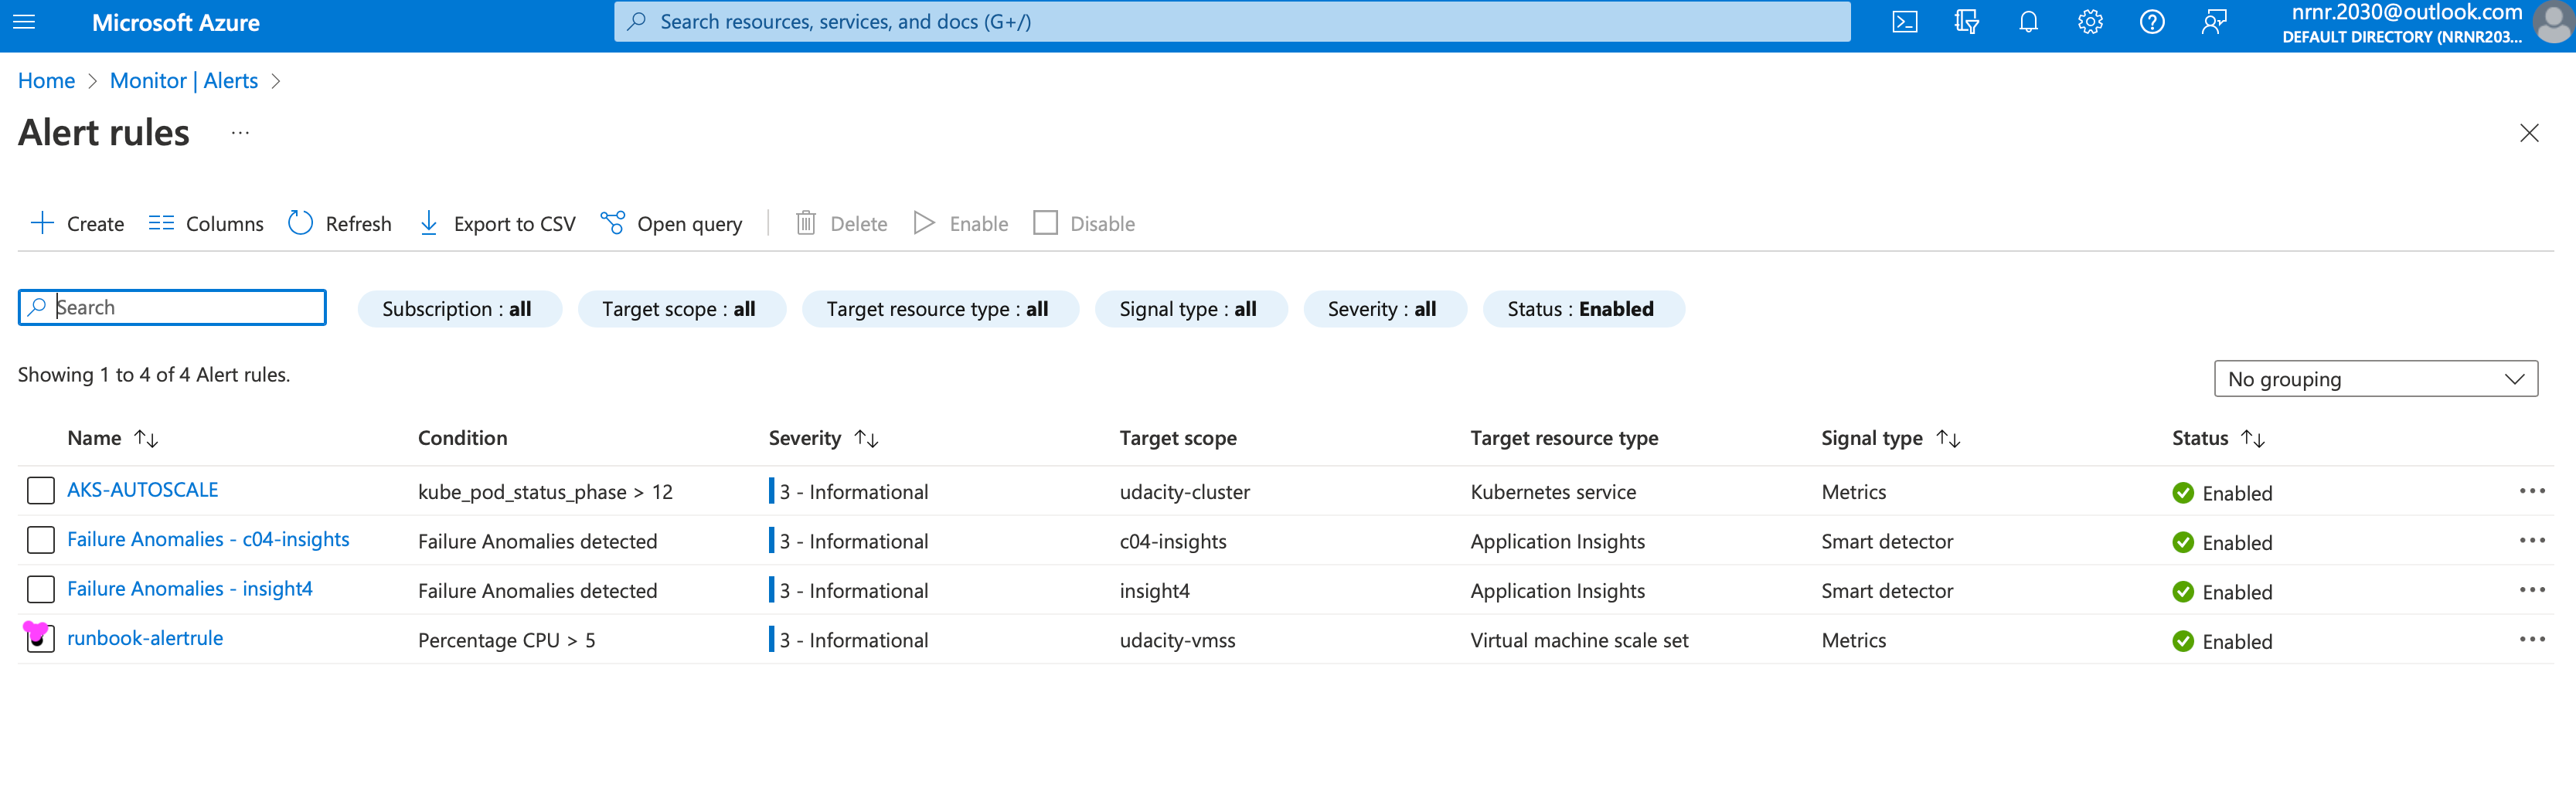 Microsoft Azure
Search resources, services, and docs (G+/)
nrnr.2030@outlook.com
DEFAULT DIRECTORY (NRNR203...
Home > Monitor | Alerts >
Alert rules ...
Create Columns Refresh Export to CSV Open query Delete Enable Disable
Search Subscription : all Target scope : all Target resource type : all Signal type : all Severity : all Status : Enabled
Showing 1 to 4 of 4 Alert rules.
No grouping
Name Condition Severity Target scope Target resource type Signal type Status
AKS-AUTOSCALE kube_pod_status_phase > 12 3 - Informational udacity-cluster Kubernetes service Metrics Enabled
Failure Anomalies - c04-insights Failure Anomalies detected 3 - Informational c04-insights Application Insights Smart detector Enabled
Failure Anomalies - insight4 Failure Anomalies detected 3 - Informational insight4 Application Insights Smart detector Enabled
runbook-alertrule Percentage CPU > 5 3 - Informational udacity-vmss Virtual machine scale set Metrics Enabled